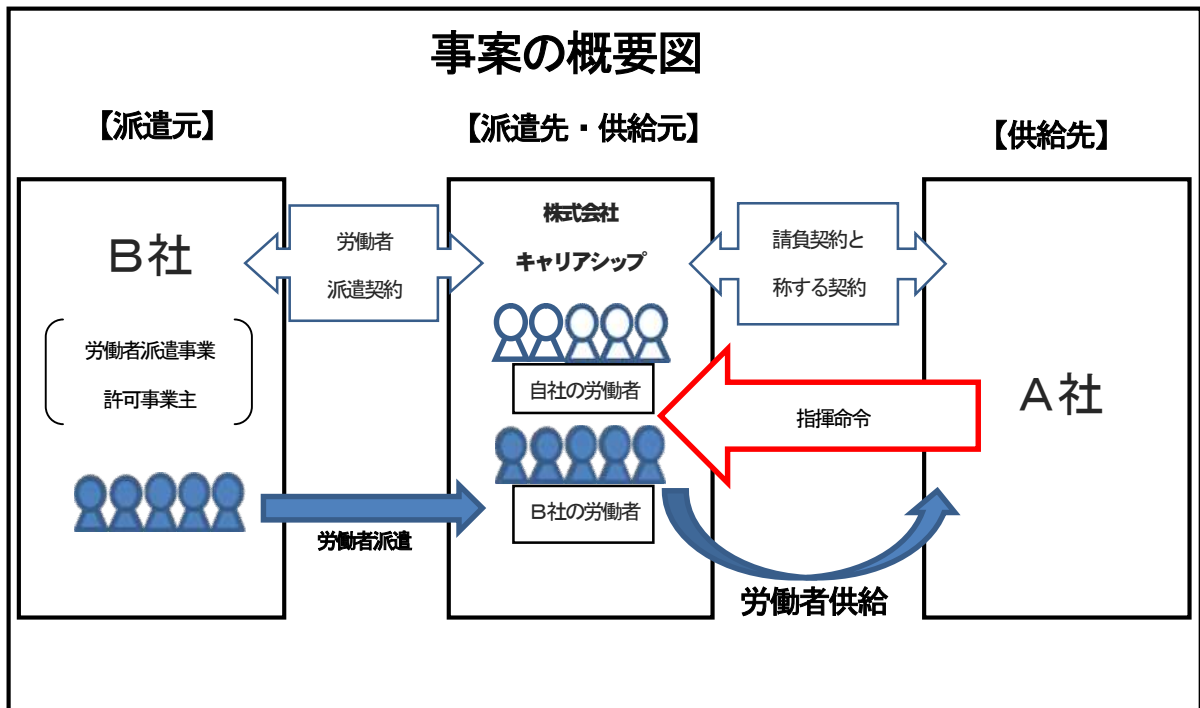 事案の概要図
【派遣元】
【派遣先・供給元】
【供給先】
B社
労働者派遣事業
許可事業主
労働者
派遣契約
株式会社
キャリアシップ
自社の労働者
B社の労働者
請負契約と
称する契約
指揮命令
A社
労働者派遣
労働者供給